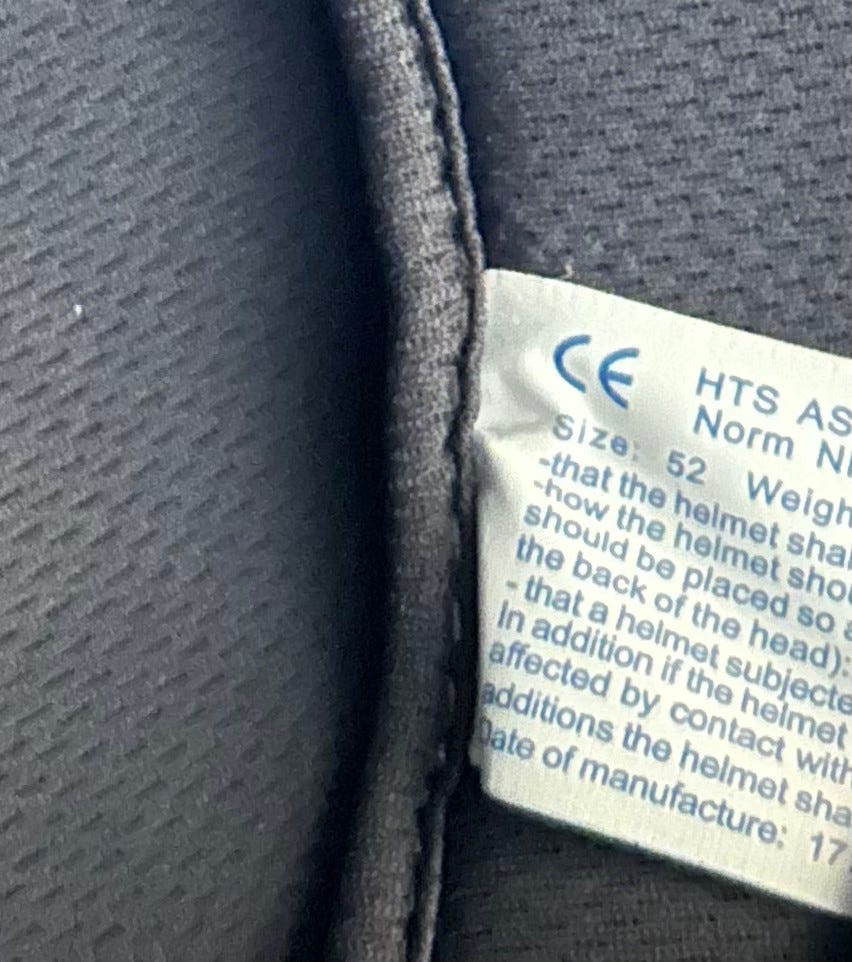 CE HTS AS
Norm
Size: 52 Weigh
-that the helmet shal
-how the helmet shou
should be placed so a
the back of the head):
- that a helmet subjecte
In addition if the helmet
affected by contact with
additions the helmet sha
Date of manufacture: 17